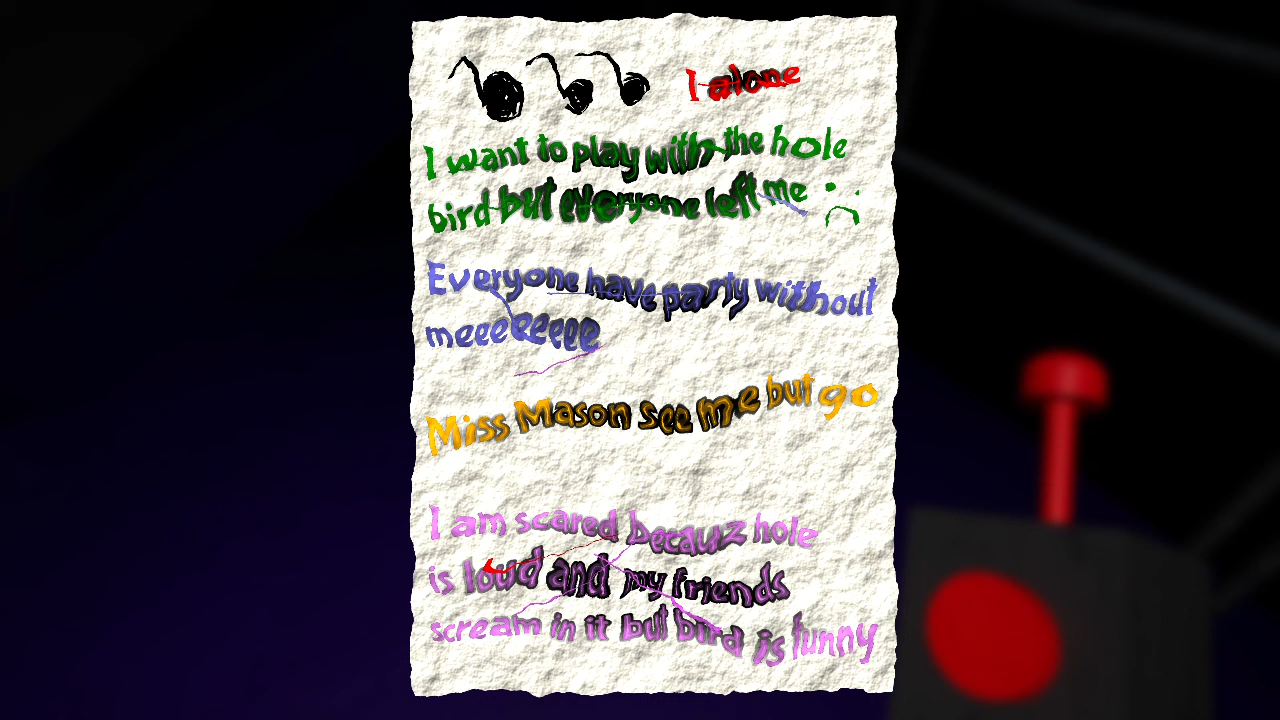 I alone
I want to play with the hole
bird but everyone left me :(
Everyone have party without
meeeeeeee
Miss Mason see me but go
I am scared becauz hole
is loud and my friends
scream in it but bird is funny